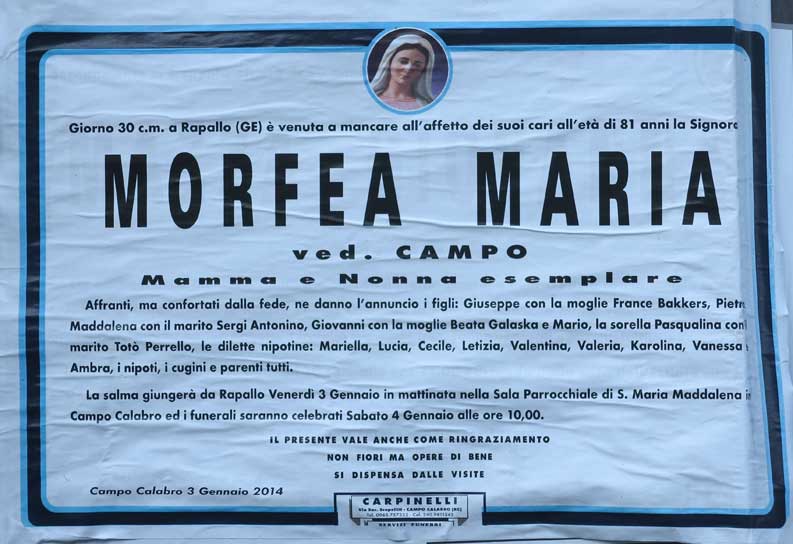 Giorno 30 c.m. a Rapallo (GE) è venuta a mancare all'affetto dei suoi cari all'età di 81 anni la Signora
MORFEA MARIA
ved. CAMPO
Mamma e Nonna esemplare
Affranti, ma confortati dalla fede, ne danno l'annuncio i figli: Giuseppe con la moglie France Bakkers, Pietro
Maddalena con il marito Sergi Antonino, Giovanni con la moglie Beata Galaska e Mario, la sorella Pasqualina con
marito Totò Perrello, le dilette nipotine: Mariella, Lucia, Cecile, Letizia, Valentina, Valeria, Karolina, Vanessa
Ambra, i nipoti, i cugini e parenti tutti.
La salma giungerà da Rapallo Venerdì 3 Gennaio in mattinata nella Sala Parrocchiale di S. Maria Maddalena in
Campo Calabro ed i funerali saranno celebrati Sabato 4 Gennaio alle ore 10,00.
IL PRESENTE VALE ANCHE COME RINGRAZIAMENTO
NON FIORI MA OPERE DI BENE
SI DISPENSA DALLE VISITE
Campo Calabro 3 Gennaio 2014
CARPINELLI
CAMPO CALABRO (RC)
SERVIZI FUNEBRI